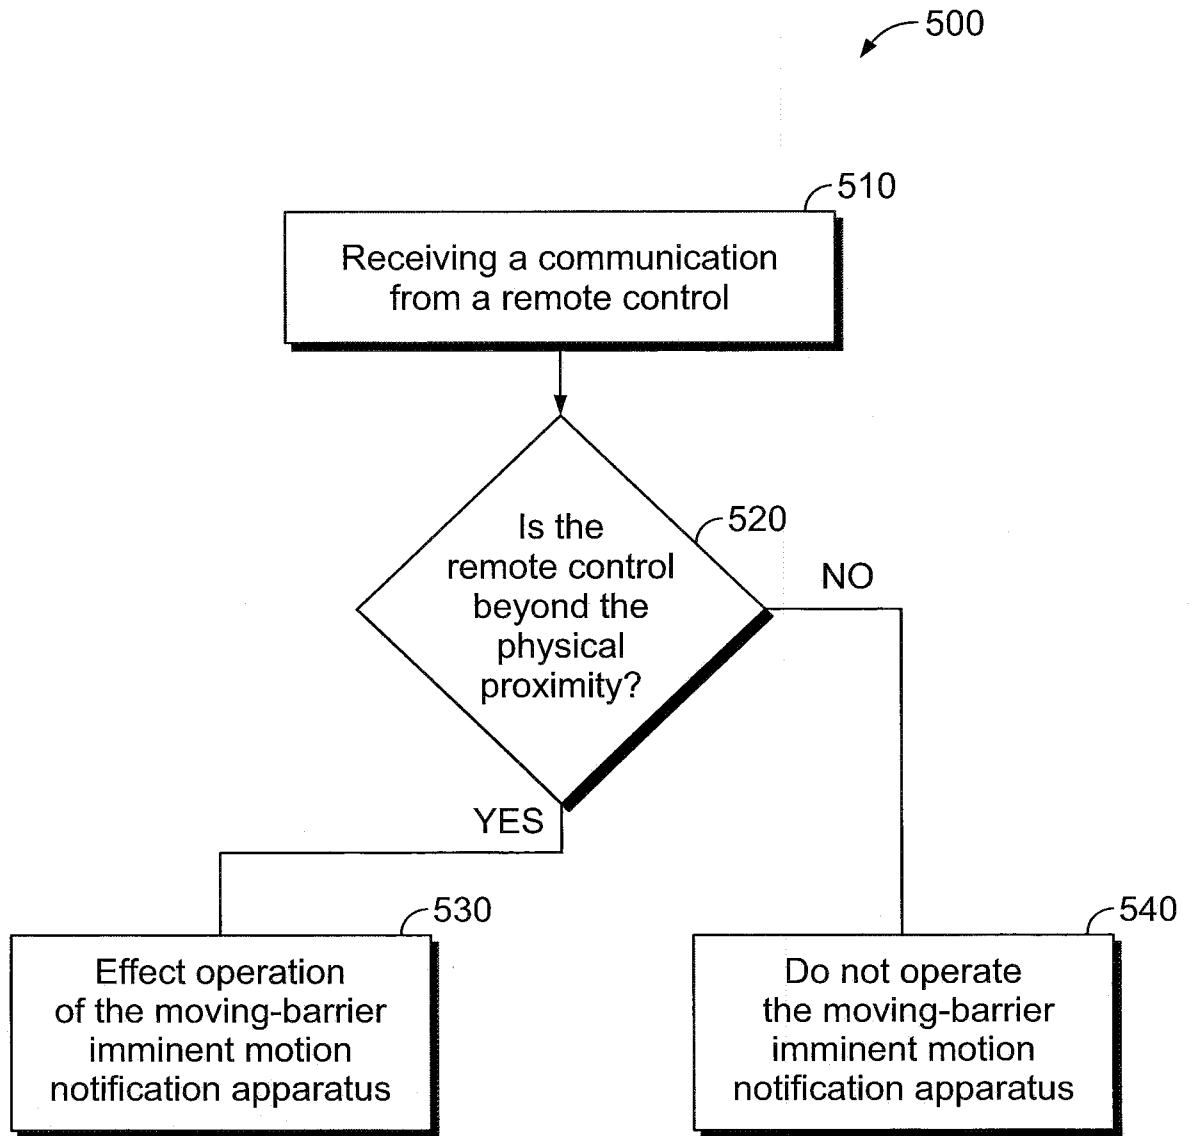 500
510
Receiving a communication
from a remote control
520
Is the
remote control
beyond the
physical
proximity?
NO
YES
530
Effect operation
of the moving-barrier
imminent motion
notification apparatus
540
Do not operate
the moving-barrier
imminent motion
notification apparatus